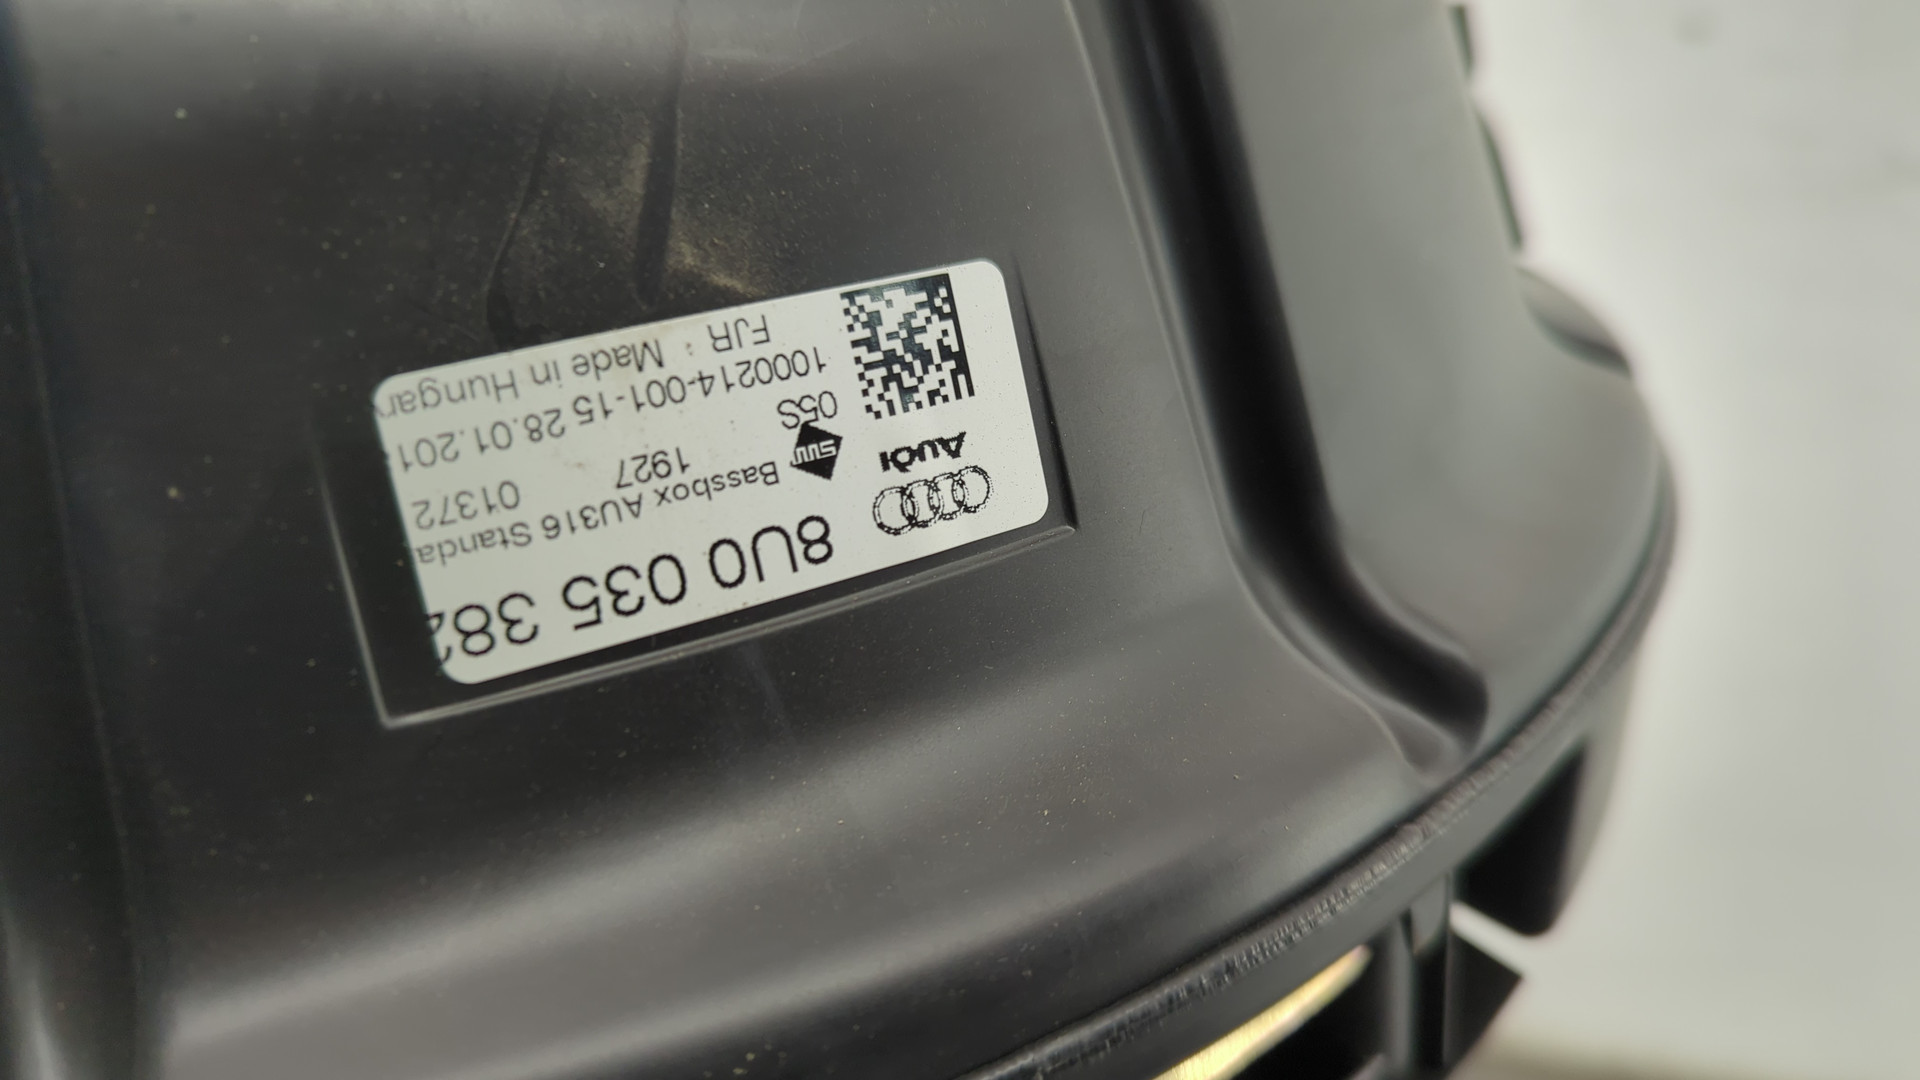 AUDI
8U0 035 382
Bassbox AU316 Standa
1927 01372
SW
05S
1000214-001-15 28.01.201
FJR : Made in Hungar